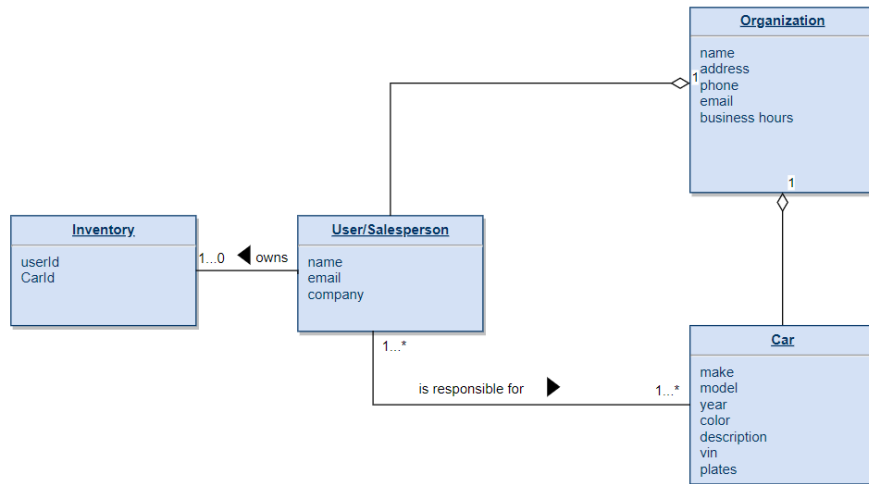 Organization
name
address
phone
email
business hours
1
1
Inventory
userId
CarId
1...0
owns
User/Salesperson
name
email
company
1...*
is responsible for
1...*
Car
make
model
year
color
description
vin
plates